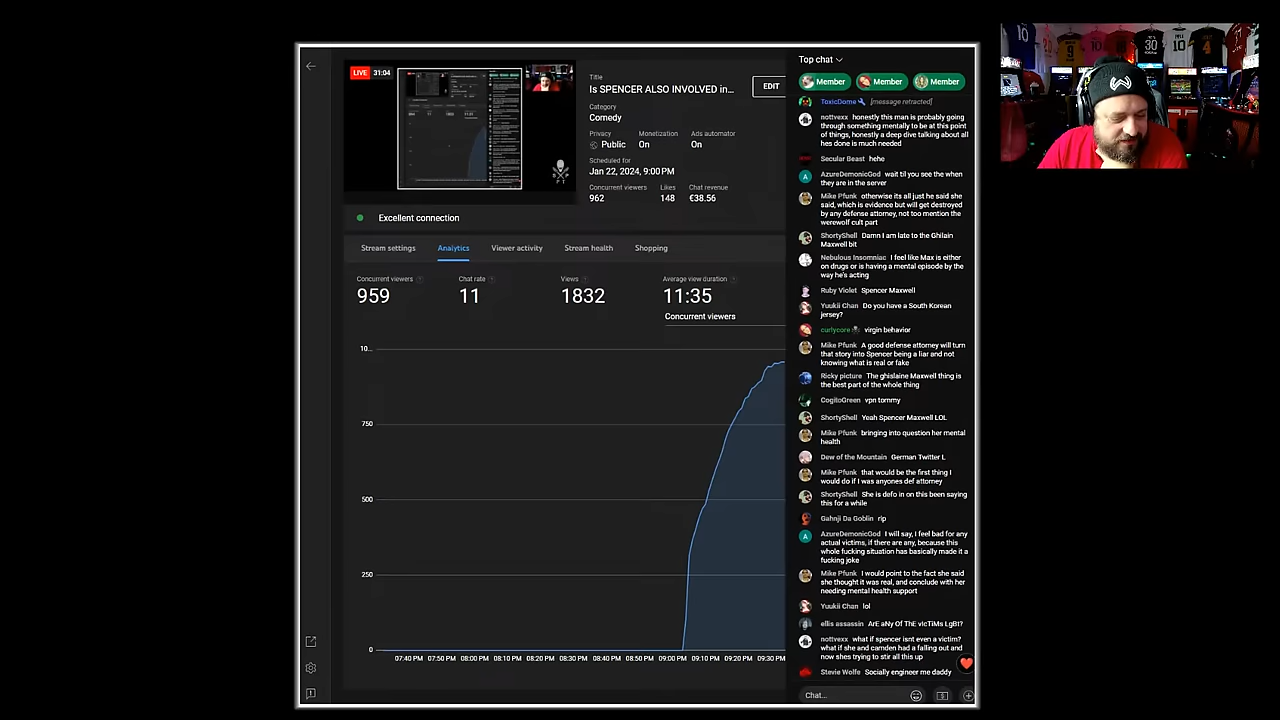 LIVE 31:04
Title
Is SPENCER ALSO INVOLVED in...
EDIT
Category
Comedy
Privacy Monetization Ads automator
Public On On
Scheduled for
Jan 22, 2024, 9:00 PM
Concurrent viewers Likes Chat revenue
962 148 €38.56
Excellent connection
Stream settings Analytics Viewer activity Stream health Shopping
Concurrent viewers Chat rate Views Average view duration
959 11 1832 11:35
Concurrent viewers
10...
750
500
250
0
07:40 PM 07:50 PM 08:00 PM 08:10 PM 08:20 PM 08:30 PM 08:40 PM 08:50 PM 09:00 PM 09:10 PM 09:20 PM 09:30 PM
Top chat
Member Member Member
ToxicDome [message retracted]
nottvexx honestly this man is probably going
through something mentally to be at this point
of things, honestly a deep dive talking about all
hes done is much needed
Secular Beast hehe
AzureDemonicGod wait til you see the when
they are in the server
Mike Pfunk otherwise its all just he said she
said, which is evidence but will get destroyed
by any defense attorney, not too mention the
werewolf cult part
ShortyShell Damn I am late to the Ghilain
Maxwell bit
Nebulous Insomniac I feel like Max is either
on drugs or is having a mental episode by the
way he's acting
Ruby Violet Spencer Maxwell
Yuukii Chan Do you have a South Korean
jersey?
curlycore virgin behavior
Mike Pfunk A good defense attorney will turn
that story into Spencer being a liar and not
knowing what is real or fake
Ricky picture The ghislaine Maxwell thing is
the best part of the whole thing
CogitoGreen vpn tommy
ShortyShell Yeah Spencer Maxwell LOL
Mike Pfunk bringing into question her mental
health
Dew of the Mountain German Twitter L
Mike Pfunk that would be the first thing I
would do if I was anyones def attorney
ShortyShell She is defo in on this been saying
this for a while
Gahnji Da Goblin rip
AzureDemonicGod I will say, I feel bad for any
actual victims, if there are any, because this
whole fucking situation has basically made it a
fucking joke
Mike Pfunk I would point to the fact she said
she thought it was real, and conclude with her
needing mental health support
Yuukii Chan lol
ellis assassin ArE aNy Of ThE vIcTiMs LgBt?
nottvexx what if spencer isnt even a victim?
what if she and camden had a falling out and
now shes trying to stir all this up
Stevie Wolfe Socially engineer me daddy
Chat...